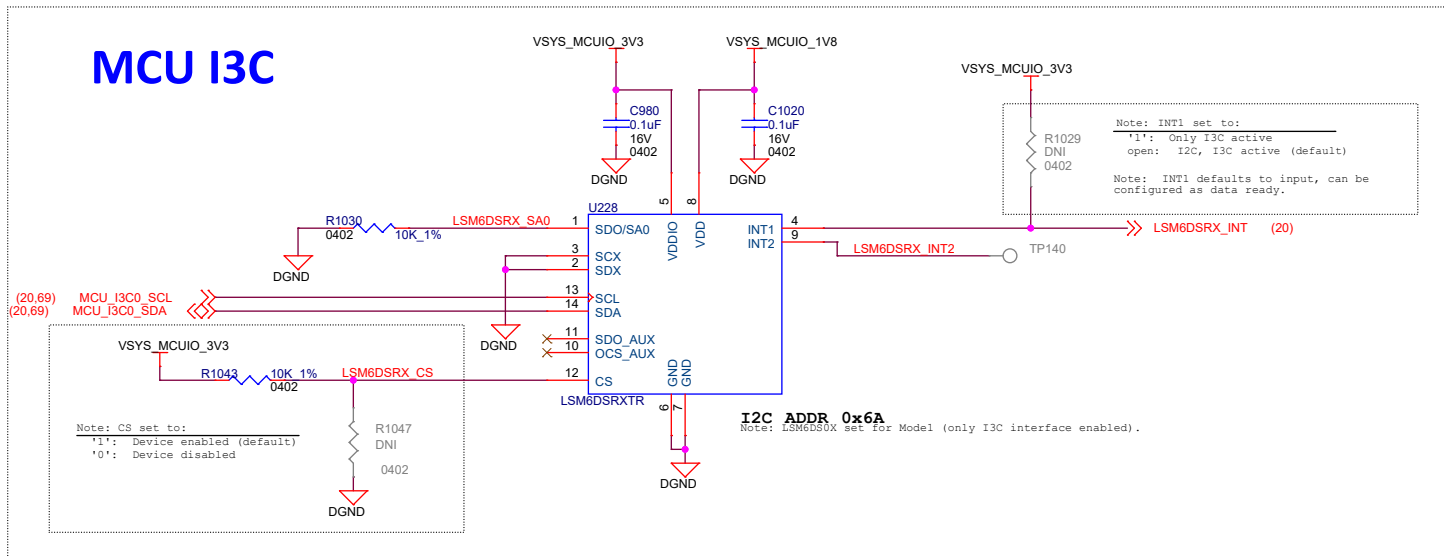 MCU I3C
VSYS_MCUIO_3V3
VSYS_MCUIO_1V8
VSYS_MCUIO_3V3
C980
0.1uF
16V
0402
DGND
C1020
0.1uF
16V
0402
DGND
R1029
DNI
0402
Note: INT1 set to:
'1': Only I3C active
open: I2C, I3C active (default)
Note: INT1 defaults to input, can be
configured as data ready.
U228
5
8
R1030
0402
10K_1%
LSM6DSRX_SA0
1
SDO/SA0
VDDIO
VDD
INT1
4
LSM6DSRX_INT
(20)
INT2
9
LSM6DSRX_INT2
TP140
DGND
3
SCX
2
SDX
(20,69)
MCU_I3C0_SCL
13
SCL
(20,69)
MCU_I3C0_SDA
14
SDA
DGND
11
SDO_AUX
10
OCS_AUX
VSYS_MCUIO_3V3
R1043
10K_1%
0402
LSM6DSRX_CS
12
CS
GND
GND
LSM6DSRXTR
6
7
I2C ADDR 0x6A
Note: LSM6DS0X set for Mode1 (only I3C interface enabled).
Note: CS set to:
'1': Device enabled (default)
'0': Device disabled
R1047
DNI
0402
DGND
DGND